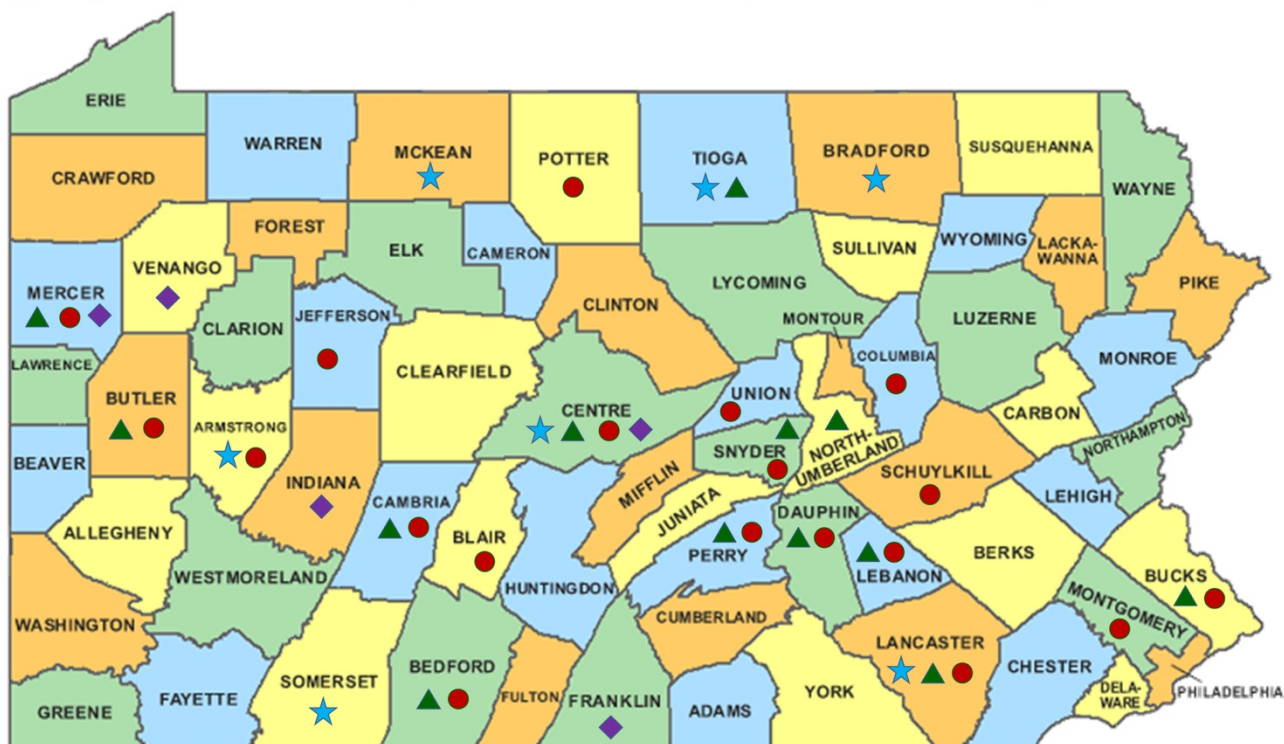 ERIE
WARREN
MCKEAN
POTTER
TIOGA
BRADFORD
SUSQUEHANNA
WAYNE
CRAWFORD
FOREST
ELK
CAMERON
SULLIVAN
WYOMING
LACKA-
WANNA
PIKE
VENANGO
MERCER
CLARION
JEFFERSON
CLINTON
LYCOMING
MONTOUR
LUZERNE
COLUMBIA
MONROE
LAWRENCE
BUTLER
ARMSTRONG
CLEARFIELD
CENTRE
UNION
CARBON
NORTHAMPTON
SNYDER
NORTH-
UMBERLAND
BEAVER
INDIANA
CAMBRIA
MIFFLIN
JUNIATA
SCHUYLKILL
LEHIGH
ALLEGHENY
WESTMORELAND
BLAIR
HUNTINGDON
PERRY
DAUPHIN
LEBANON
BERKS
BUCKS
MONTGOMERY
WASHINGTON
CUMBERLAND
LANCASTER
CHESTER
GREENE
FAYETTE
SOMERSET
BEDFORD
FULTON
FRANKLIN
ADAMS
YORK
DELA-
WARE
PHILADELPHIA